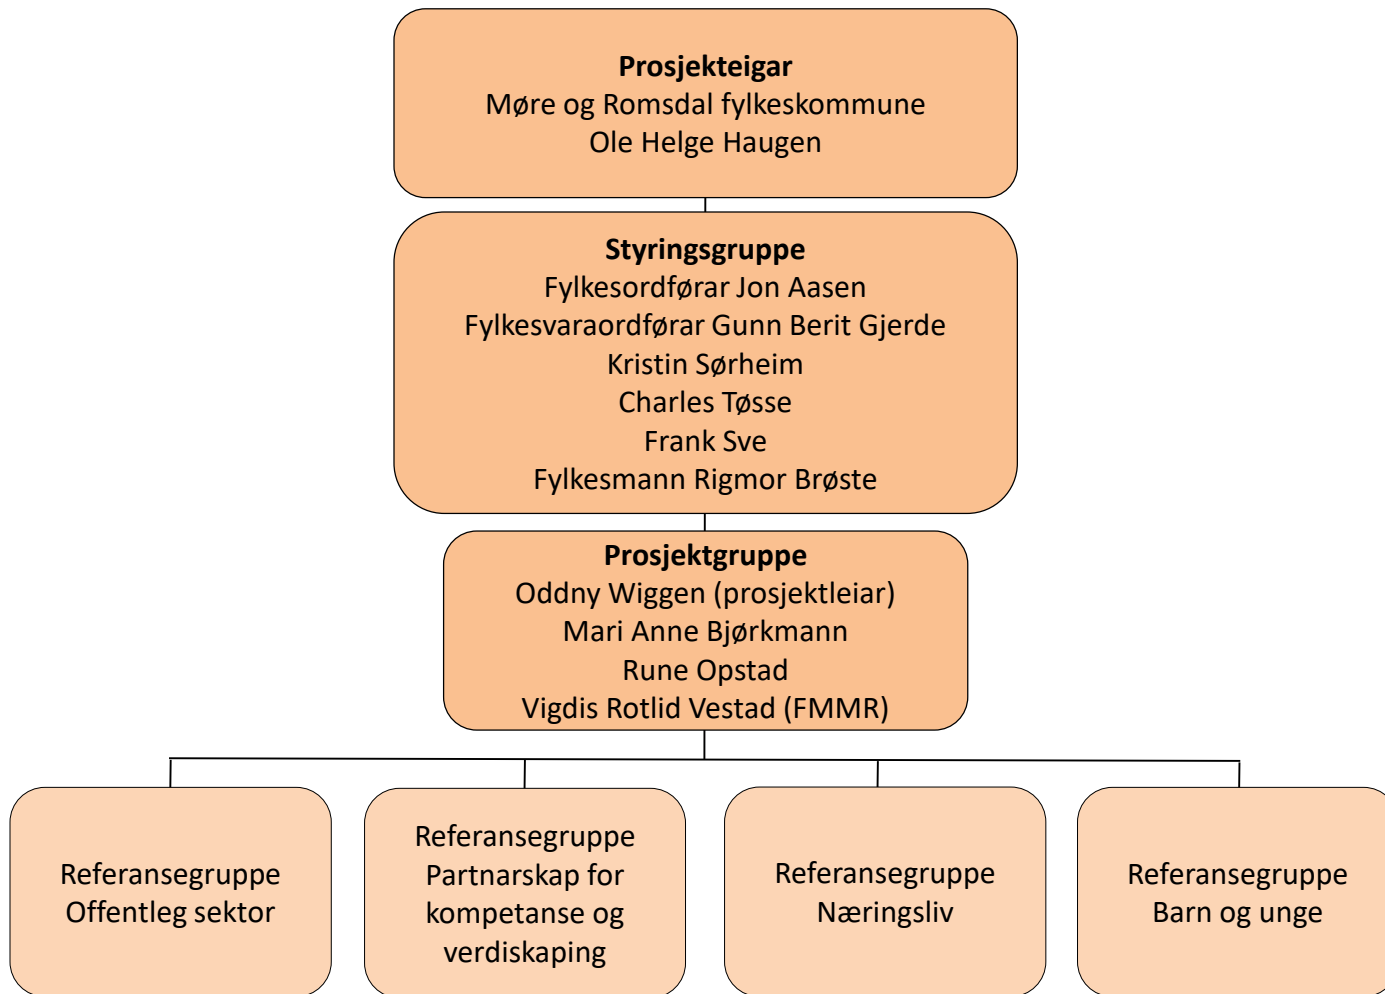 Prosjekteigar
Møre og Romsdal fylkeskommune
Ole Helge Haugen
Styringsgruppe
Fylkesordførar Jon Aasen
Fylkesvaraordførar Gunn Berit Gjerde
Kristin Sørheim
Charles Tøsse
Frank Sve
Fylkesmann Rigmor Brøste
Prosjektgruppe
Oddny Wiggen (prosjektleiar)
Mari Anne Bjørkmann
Rune Opstad
Vigdis Rotlid Vestad (FMMR)
Referansegruppe
Offentleg sektor
Referansegruppe
Partnarskap for
kompetanse og
verdiskaping
Referansegruppe
Næringsliv
Referansegruppe
Barn og unge